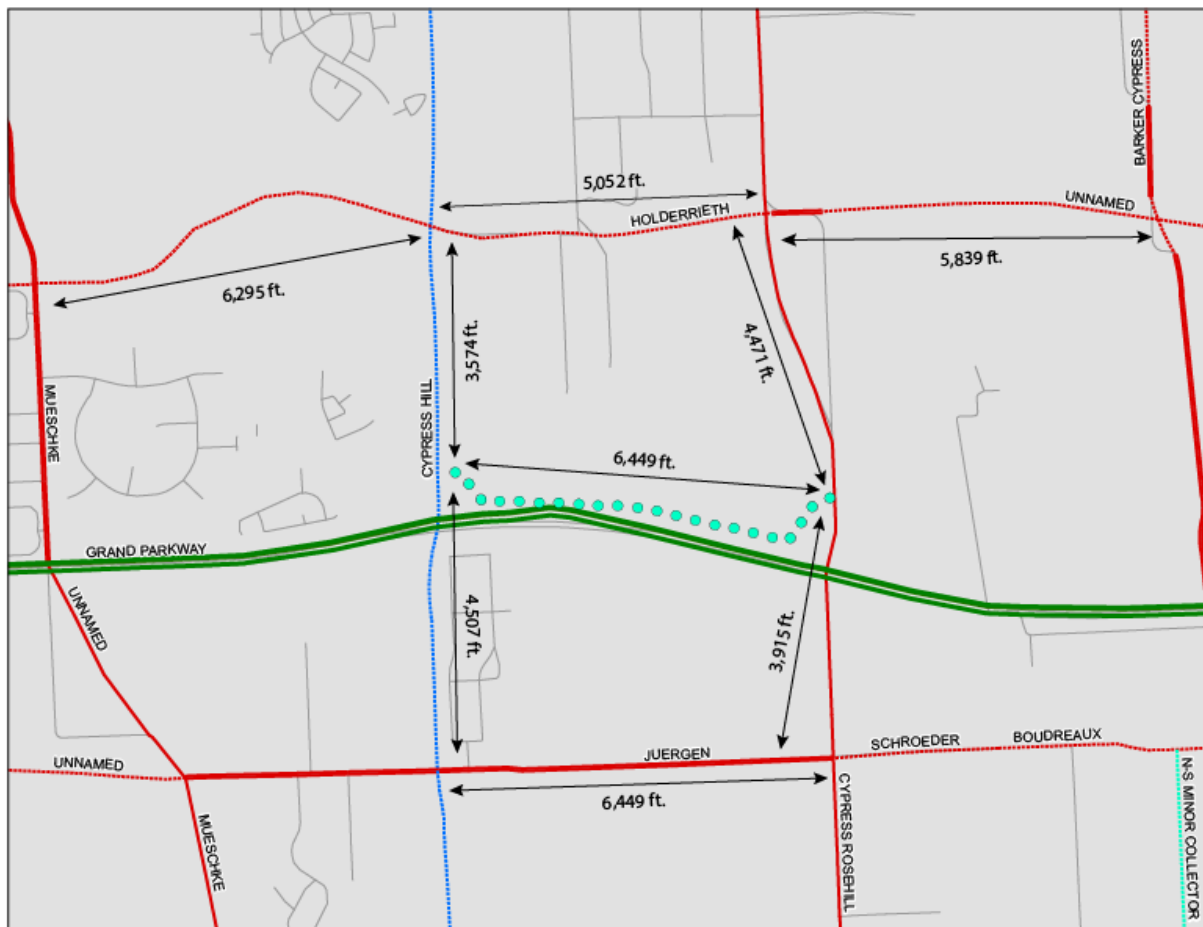 BARKER CYPRESS
5,052 ft.
UNNAMED
HOLDERRIETH
5,839 ft.
6,295 ft.
3,574 ft.
4,471 ft.
MUESCHKE
CYPRESS HILL
6,449 ft.
GRAND PARKWAY
UNNAMED
4,507 ft.
3,915 ft.
JUERGEN
SCHROEDER
BOUDREAUX
UNNAMED
6,449 ft.
MUESCHKE
CYPRESS ROSEHILL
N-S MINOR COLLECTOR